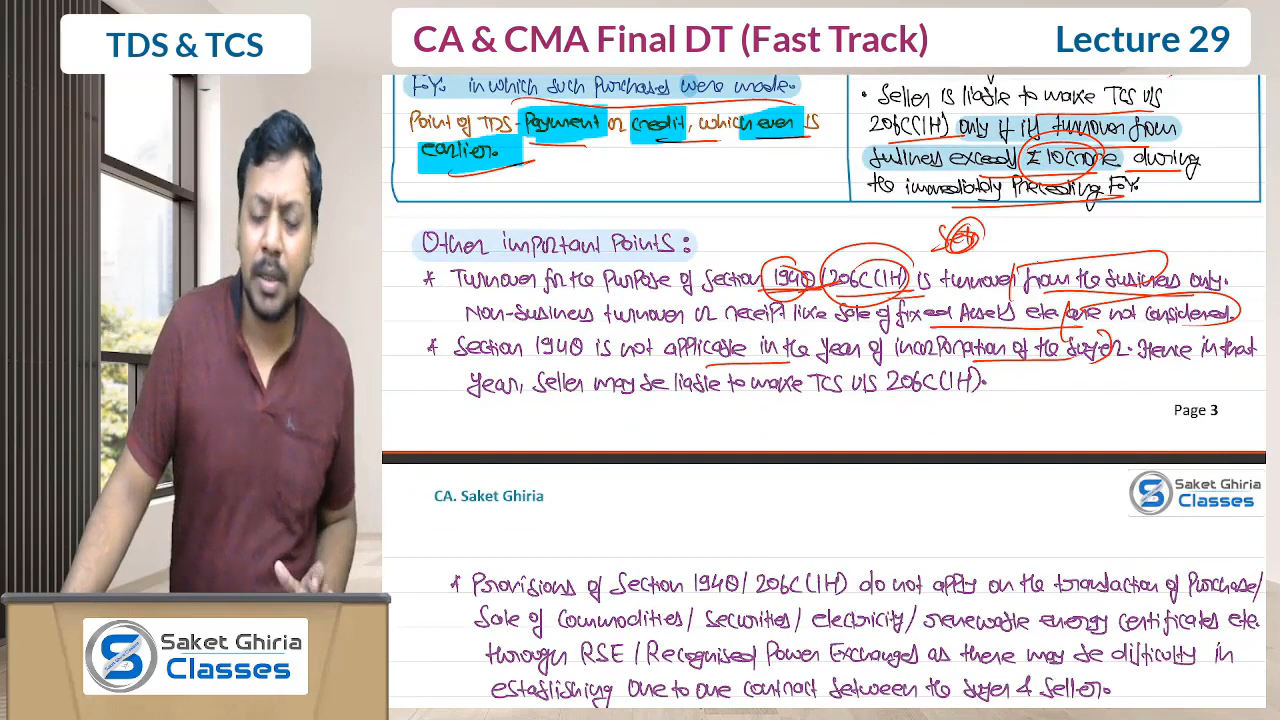 TDS & TCS
CA & CMA Final DT (Fast Track)
Lecture 29
F.Y. in which such purchases were made.
Point of TDS - Payment or credit, which ever is
earlier.
• Seller is liable to make TCS u/s
206C(1H) only if it turnover from
business exceed ₹ 10 crore during
the immediately preceding F.Y.
Other important Points:
* Turnover for the purpose of Section 194Q/206C(1H) is turnover from the business only.
Non-business turnover or receipt like Sale of fixed Assets etc are not considered.
* Section 194Q is not applicable in the year of incorporation of the buyer. Hence in that
year, Seller may be liable to make TCS u/s 206C(1H).
Page 3
CA. Saket Ghiria
Saket Ghiria
Classes
* Provisions of Section 194Q/206C(1H) do not apply on the transaction of Purchase/
Sale of Commodities/ Securities/ electricity/ renewable energy certificates etc.
through RSE/Recognised Power Exchanges as there may be difficulty in
establishing one to one contract between the buyer & seller.
Saket Ghiria
Classes